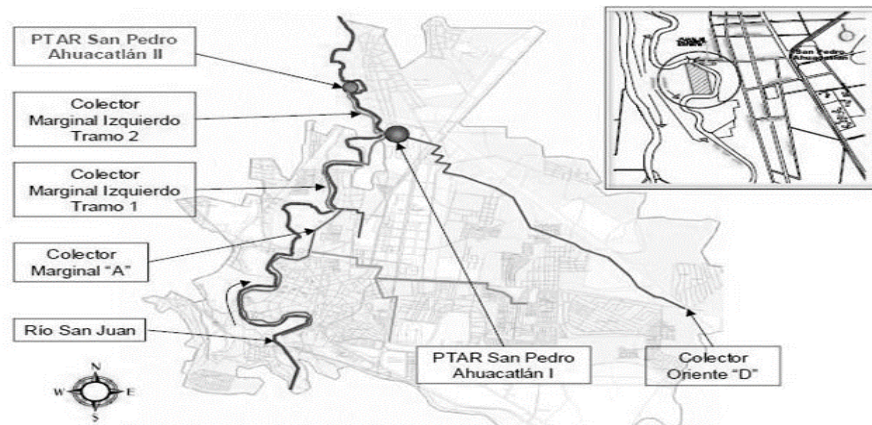 PTAR San Pedro
Ahuacatlán II
Colector
Marginal Izquierdo
Tramo 2
Colector
Marginal Izquierdo
Tramo 1
Colector
Marginal “A”
Río San Juan
PTAR San Pedro
Ahuacatlán I
Colector
Oriente “D”
N
W
E
S
San Pedro
Ahuacatlán